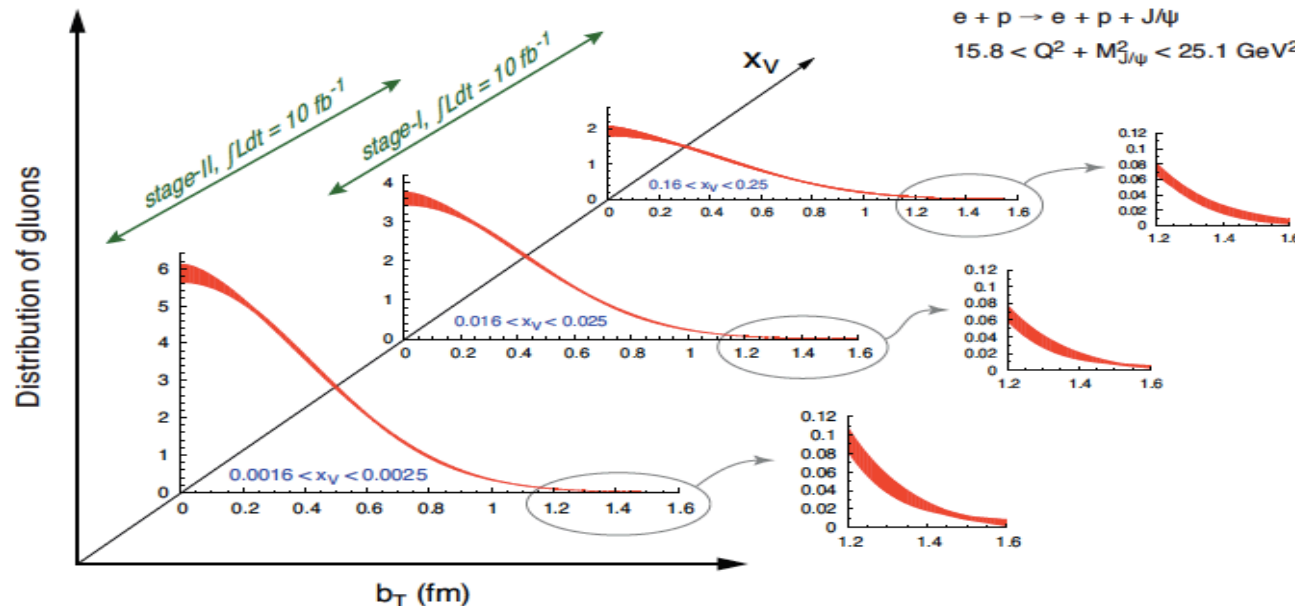 e + p → e + p + J/ψ
15.8 < Q² + M²J/ψ < 25.1 GeV²
stage-II, ∫Ldt = 10 fb⁻¹
stage-I, ∫Ldt = 10 fb⁻¹
xV
Distribution of gluons
2
1
0
0.16 < xV < 0.25
0 0.2 0.4 0.6 0.8 1 1.2 1.4 1.6
0.12
0.1
0.08
0.06
0.04
0.02
0
1.2 1.4 1.6
4
3
2
1
0
0.016 < xV < 0.025
0 0.2 0.4 0.6 0.8 1 1.2 1.4 1.6
0.12
0.1
0.08
0.06
0.04
0.02
0
1.2 1.4 1.6
6
5
4
3
2
1
0
0.0016 < xV < 0.0025
0 0.2 0.4 0.6 0.8 1 1.2 1.4 1.6
0.12
0.1
0.08
0.06
0.04
0.02
0
1.2 1.4 1.6
bT (fm)